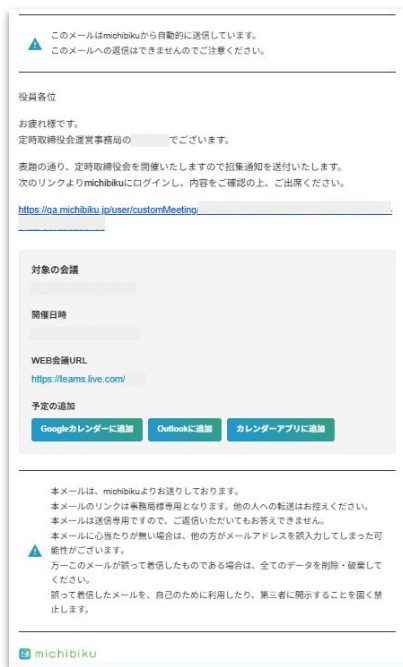 このメールはmichibikuから自動的に送信しています。
このメールへの返信はできませんのでご注意ください。
役員各位
お疲れ様です。
定時取締役会運営事務局の でございます。
表題の通り、定時取締役会を開催いたしますので招集通知を送付いたします。
次のリンクよりmichibikuにログインし、内容をご確認の上、ご出席ください。
https://qa.michibiku.jp/user/customMeeting/
対象の会議
開催日時
WEB会議URL
https://teams.live.com/
予定の追加
Googleカレンダーに追加 Outlookに追加 カレンダーアプリに追加
本メールは、michibikuよりお送りしております。
本メールのリンクは事務局様専用となります。他の人への転送はお控えください。
本メールは送信専用ですので、ご返信いただいてもお答えできません。
本メールに心当たりが無い場合は、他の方がメールアドレスを誤入力してしまった可
能性がございます。
万一このメールが誤って着信したものである場合は、全てのデータを削除・破棄して
ください。
誤って着信したメールを、自己のために利用したり、第三者に開示することを固く禁
止します。
michibiku